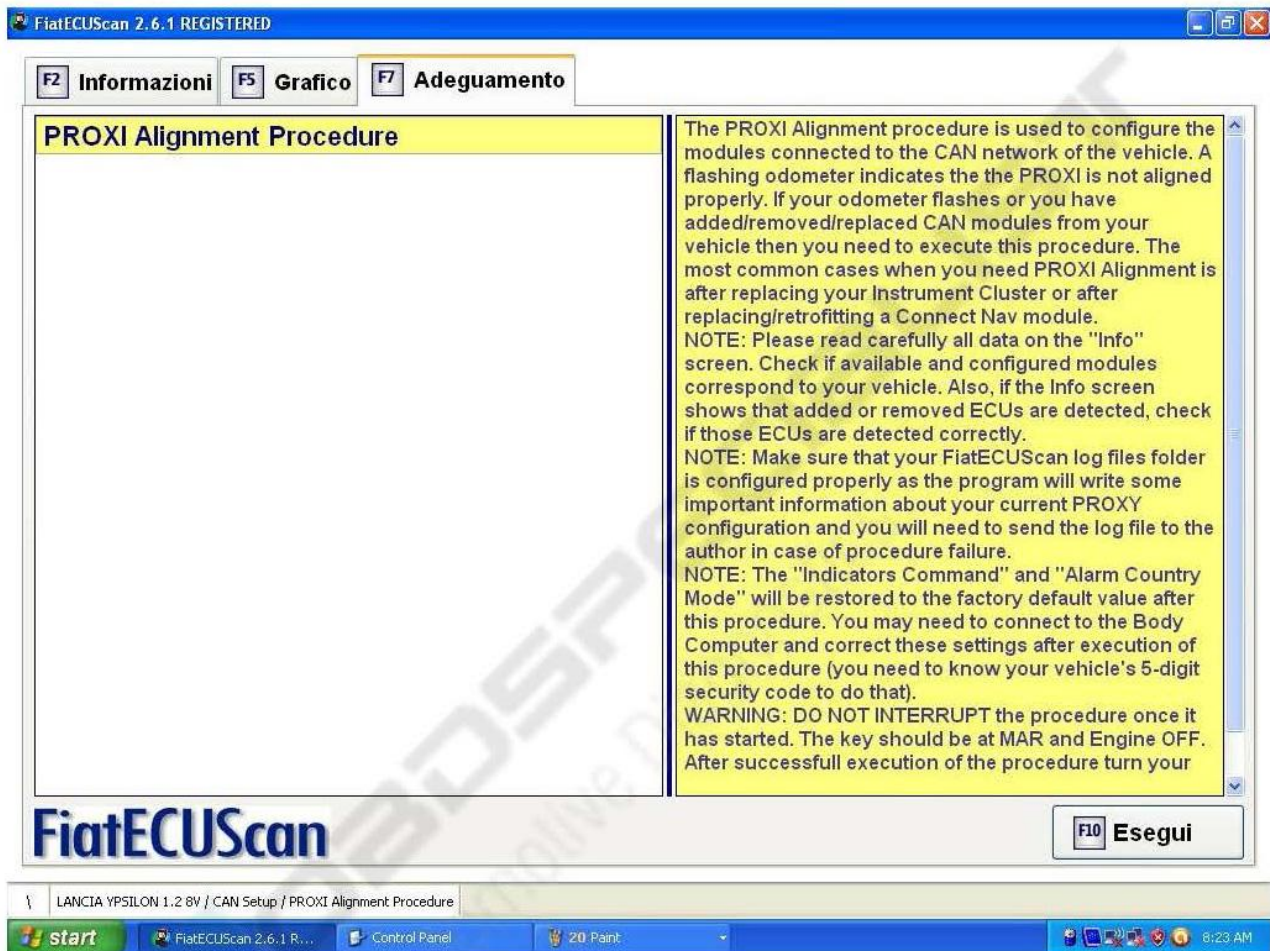 FiatECUScan 2.6.1 REGISTERED
F2 Informazioni F5 Grafico F7 Adeguamento
PROXI Alignment Procedure
The PROXI Alignment procedure is used to configure the
modules connected to the CAN network of the vehicle. A
flashing odometer indicates the the PROXI is not aligned
properly. If your odometer flashes or you have
added/removed/replaced CAN modules from your
vehicle then you need to execute this procedure. The
most common cases when you need PROXI Alignment is
after replacing your Instrument Cluster or after
replacing/retrofitting a Connect Nav module.
NOTE: Please read carefully all data on the "Info"
screen. Check if available and configured modules
correspond to your vehicle. Also, if the Info screen
shows that added or removed ECUs are detected, check
if those ECUs are detected correctly.
NOTE: Make sure that your FiatECUScan log files folder
is configured properly as the program will write some
important information about your current PROXY
configuration and you will need to send the log file to the
author in case of procedure failure.
NOTE: The "Indicators Command" and "Alarm Country
Mode" will be restored to the factory default value after
this procedure. You may need to connect to the Body
Computer and correct these settings after execution of
this procedure (you need to know your vehicle's 5-digit
security code to do that).
WARNING: DO NOT INTERRUPT the procedure once it
has started. The key should be at MAR and Engine OFF.
After successfull execution of the procedure turn your
FiatECUScan
F10 Esegui
\ LANCIA YPSILON 1.2 8V / CAN Setup / PROXI Alignment Procedure
start FiatECUScan 2.6.1 R... Control Panel 20 Paint 8:23 AM